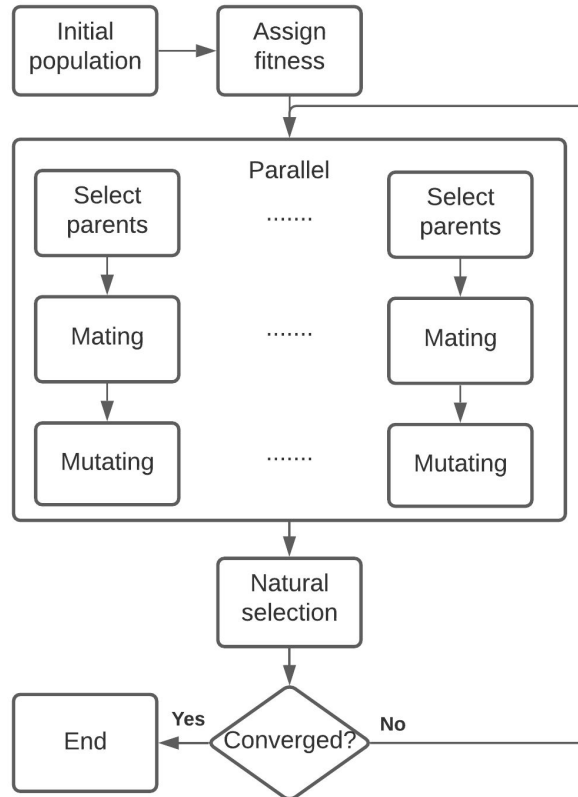 Initial
population
Assign
fitness
Parallel
Select
parents
.......
Select
parents
Mating
.......
Mating
Mutating
.......
Mutating
Natural
selection
End
Yes
Converged?
No